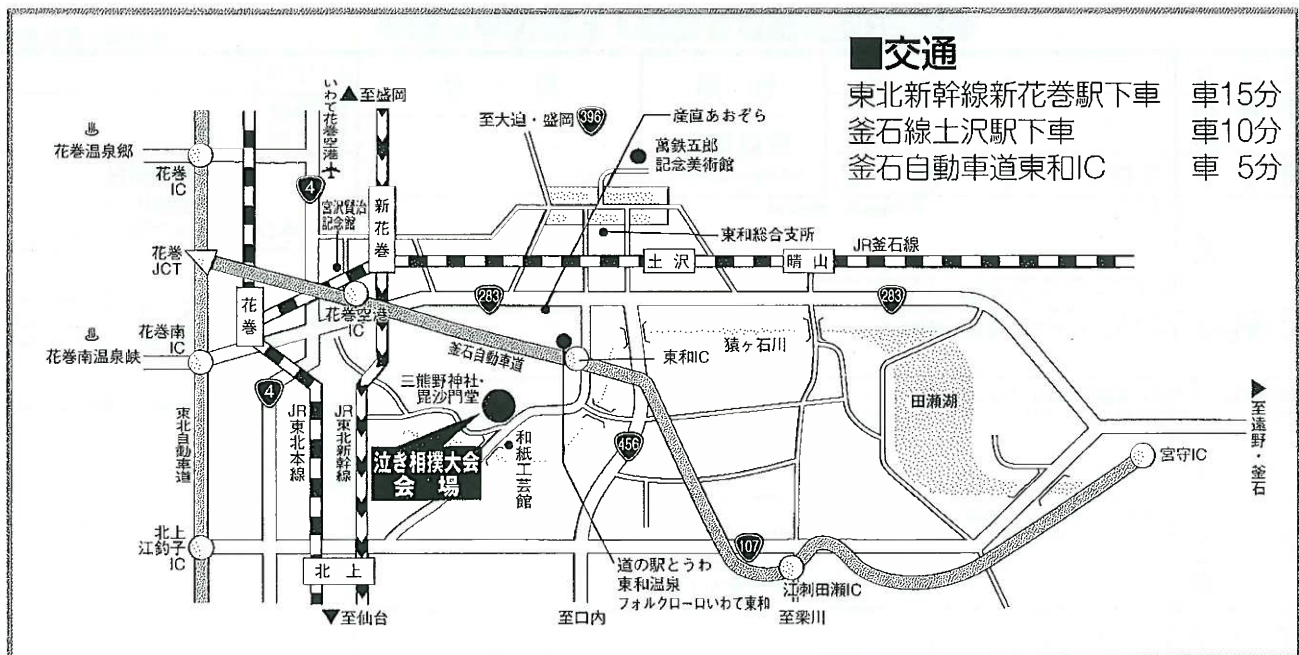 ■交通
東北新幹線新花巻駅下車 車15分
釜石線土沢駅下車 車10分
釜石自動車道東和IC 車 5分
▲至盛岡
いわて花巻空港
至大迫・盛岡
396
産直あおぞら
萬鉄五郎
記念美術館
花巻温泉郷
花巻
IC
4
宮沢賢治
記念館
新花巻
東和総合支所
JR釜石線
土沢
晴山
花巻
JCT
花巻
花巻空港
IC
283
283
花巻南
IC
花巻南温泉峡
釜石自動車道
東和IC
猿ヶ石川
田瀬湖
三熊野神社・
毘沙門堂
4
JR東北本線
JR東北新幹線
東北自動車道
泣き相撲大会
会場
和紙工芸館
456
▲至遠野・釜石
宮守IC
北上
江釣子
IC
北上
107
道の駅とうわ
東和温泉
フォルクローロいわて東和
江刺田瀬IC
▼至仙台
至口内
至梁川